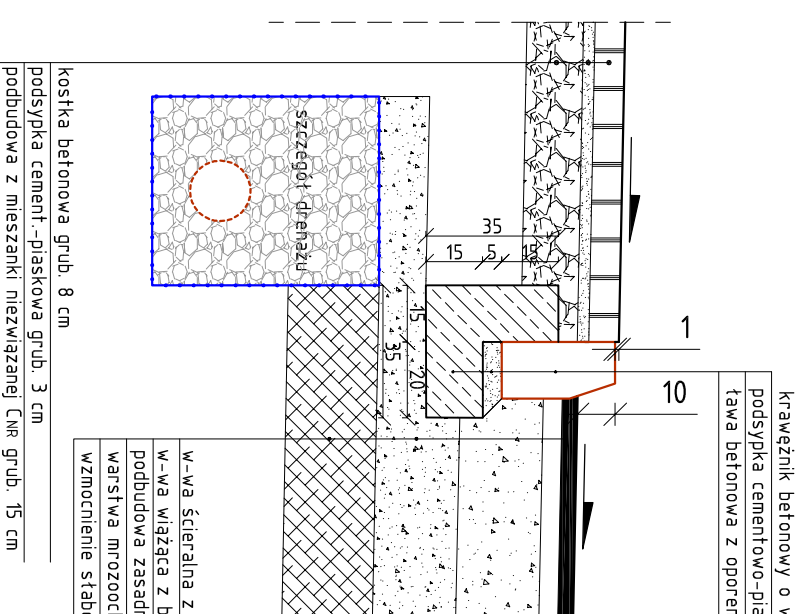 krawężnik betonowy o w
podsypka cementowo-pia
ława betonowa z oporem
1
10
35
15 5 15
15 20
35
szczegół drenażu
w-wa ścieralna z
w-wa wiążąca z b
podbudowa zasad
warstwa mrozoo
wzmocnienie słab
kostka betonowa grub. 8 cm
podsypka cement.-piaskowa grub. 3 cm
podbudowa z mieszanki niezwiązanej CNR grub. 15 cm